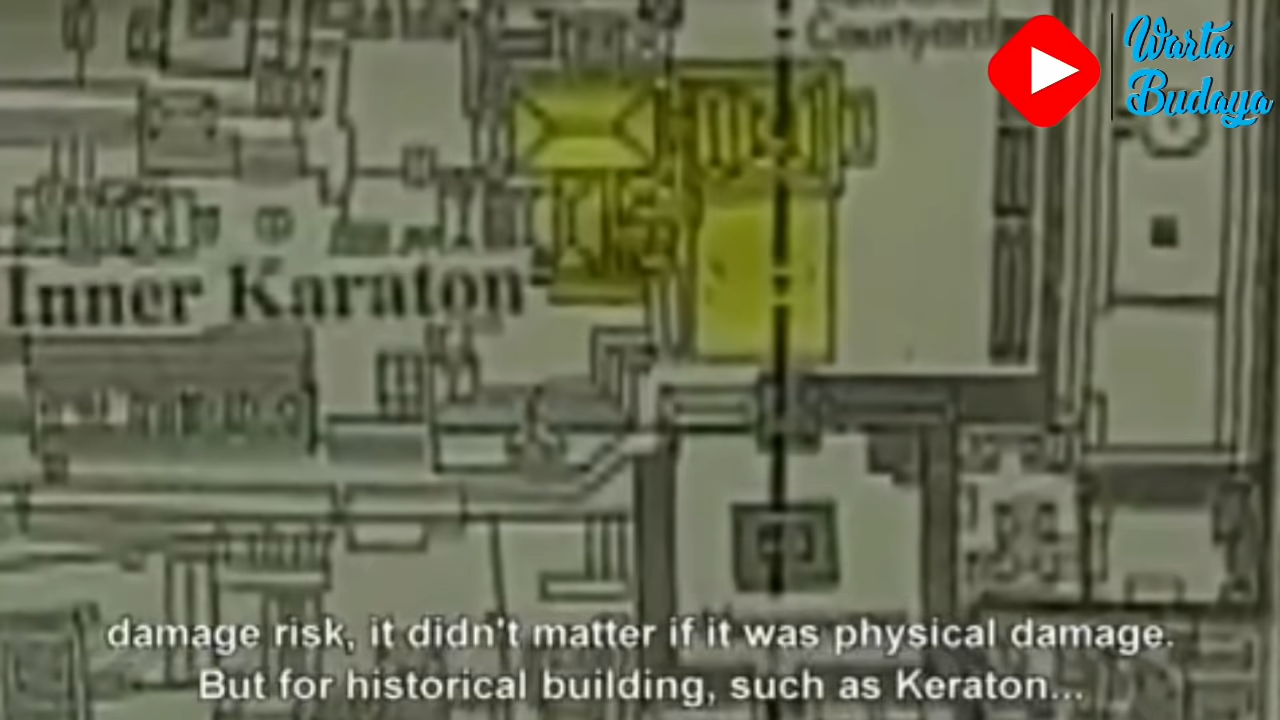 Courtyard
Warta
Budaya
Inner Karaton
damage risk, it didn't matter if it was physical damage.
But for historical building, such as Keraton...